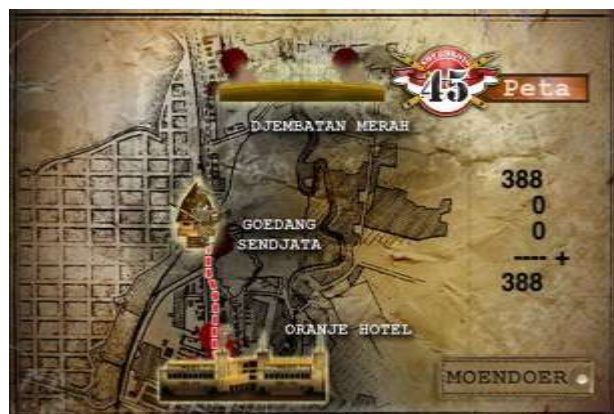 45
Peta
DJEMBATAN MERAH
388
0
0
---- +
388
GOEDANG
SENDJATA
ORANJE HOTEL
MOENDOER